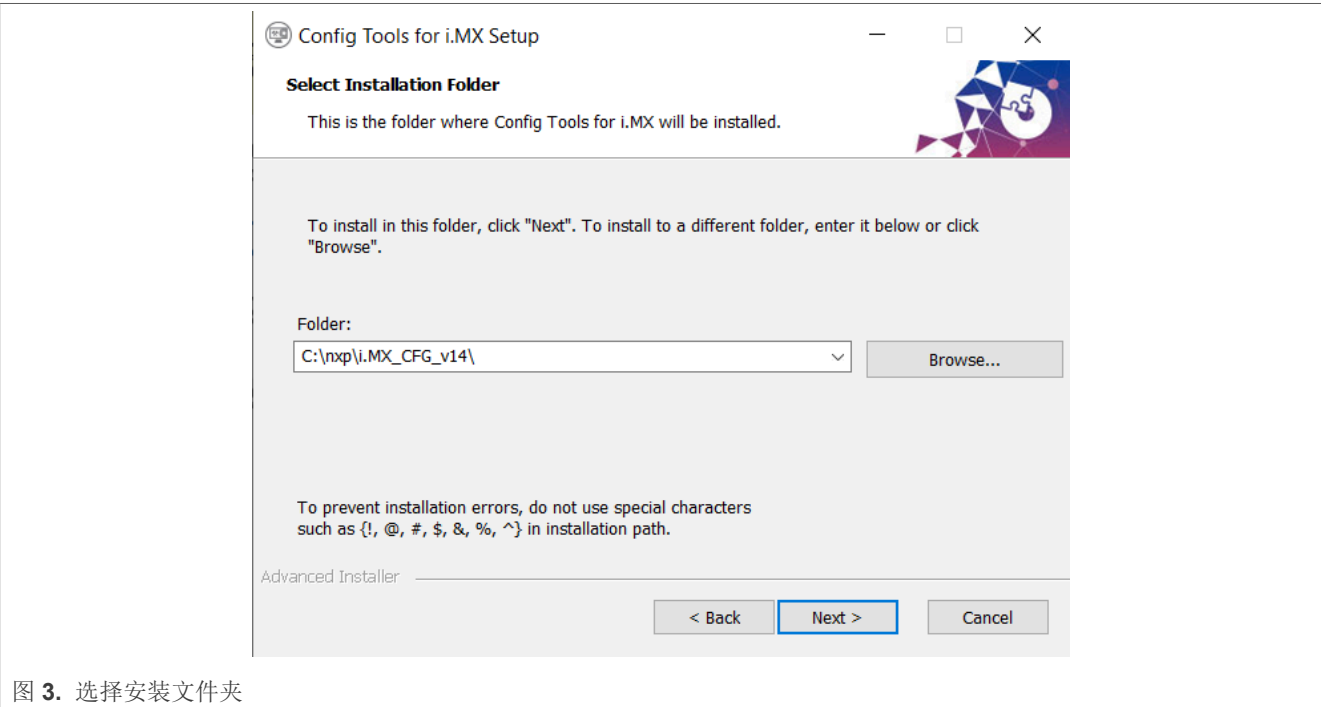 Config Tools for i.MX Setup
Select Installation Folder
This is the folder where Config Tools for i.MX will be installed.
To install in this folder, click "Next". To install to a different folder, enter it below or click
"Browse".
Folder:
C:\nxp\i.MX_CFG_v14\
Browse...
To prevent installation errors, do not use special characters
such as {!, @, #, $, &, %, ^} in installation path.
Advanced Installer
< Back Next > Cancel
图 3. 选择安装文件夹